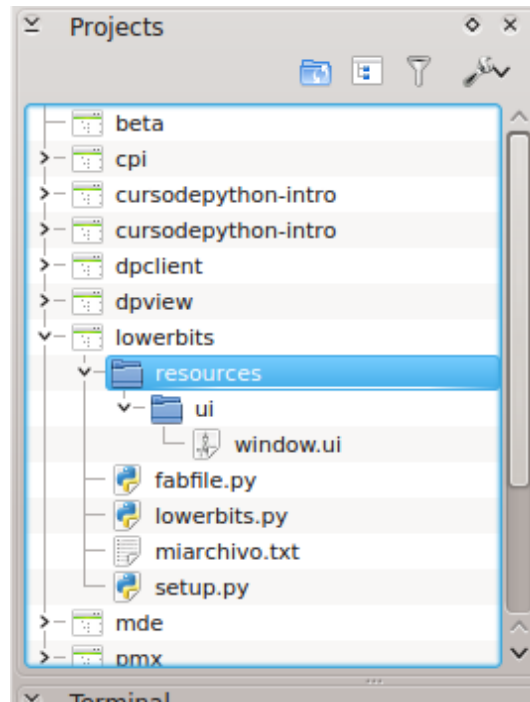 Projects
beta
cpi
cursodepython-intro
cursodepython-intro
dpclient
dpview
lowerbits
resources
ui
window.ui
fabfile.py
lowerbits.py
miarchivo.txt
setup.py
mde
pmx
Terminal